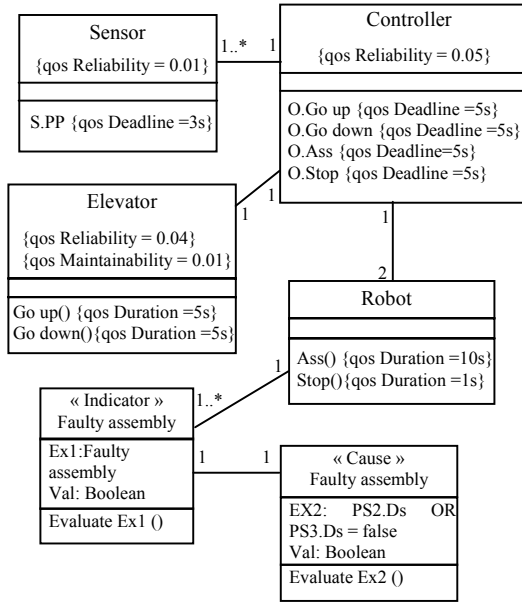 Sensor
{qos Reliability = 0.01}
S.PP {qos Deadline =3s}
1..*
1
Controller
{qos Reliability = 0.05}
O.Go up {qos Deadline =5s}
O.Go down {qos Deadline =5s}
O.Ass {qos Deadline=5s}
O.Stop {qos Deadline =5s}
1
1
1
2
Elevator
{qos Reliability = 0.04}
{qos Maintainability = 0.01}
Go up() {qos Duration =5s}
Go down(){qos Duration =5s}
Robot
Ass() {qos Duration =10s}
Stop(){qos Duration =1s}
1
1..*
« Indicator »
Faulty assembly
Ex1:Faulty
assembly
Val: Boolean
Evaluate Ex1 ()
1
1
« Cause »
Faulty assembly
EX2: PS2.Ds OR
PS3.Ds = false
Val: Boolean
Evaluate Ex2 ()